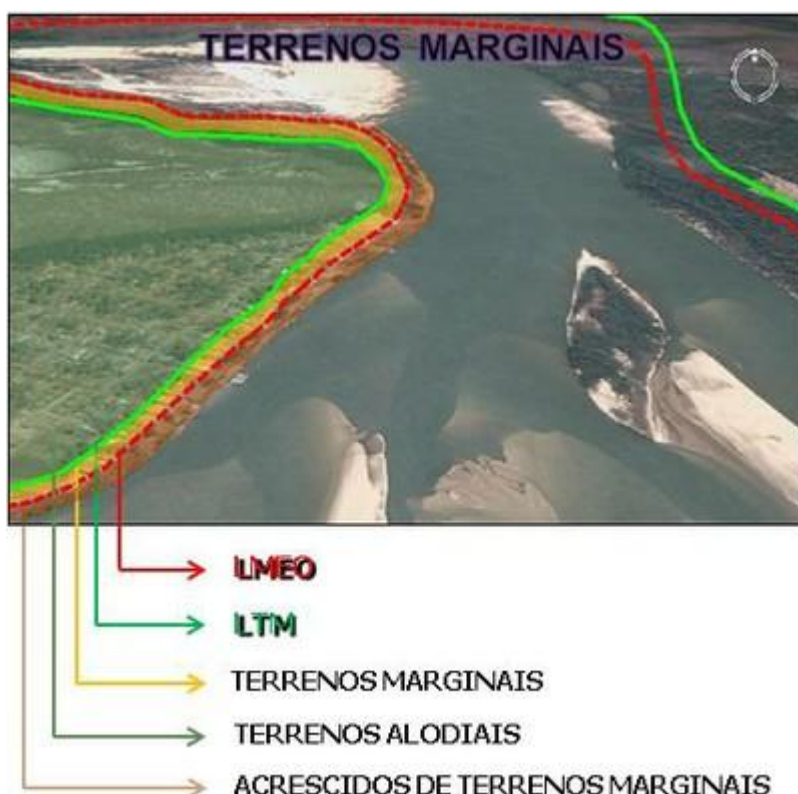 TERRENOS MARGINAIS
LMEO
LTM
TERRENOS MARGINAIS
TERRENOS ALODIAIS
ACRESCIDOS DE TERRENOS MARGINAIS